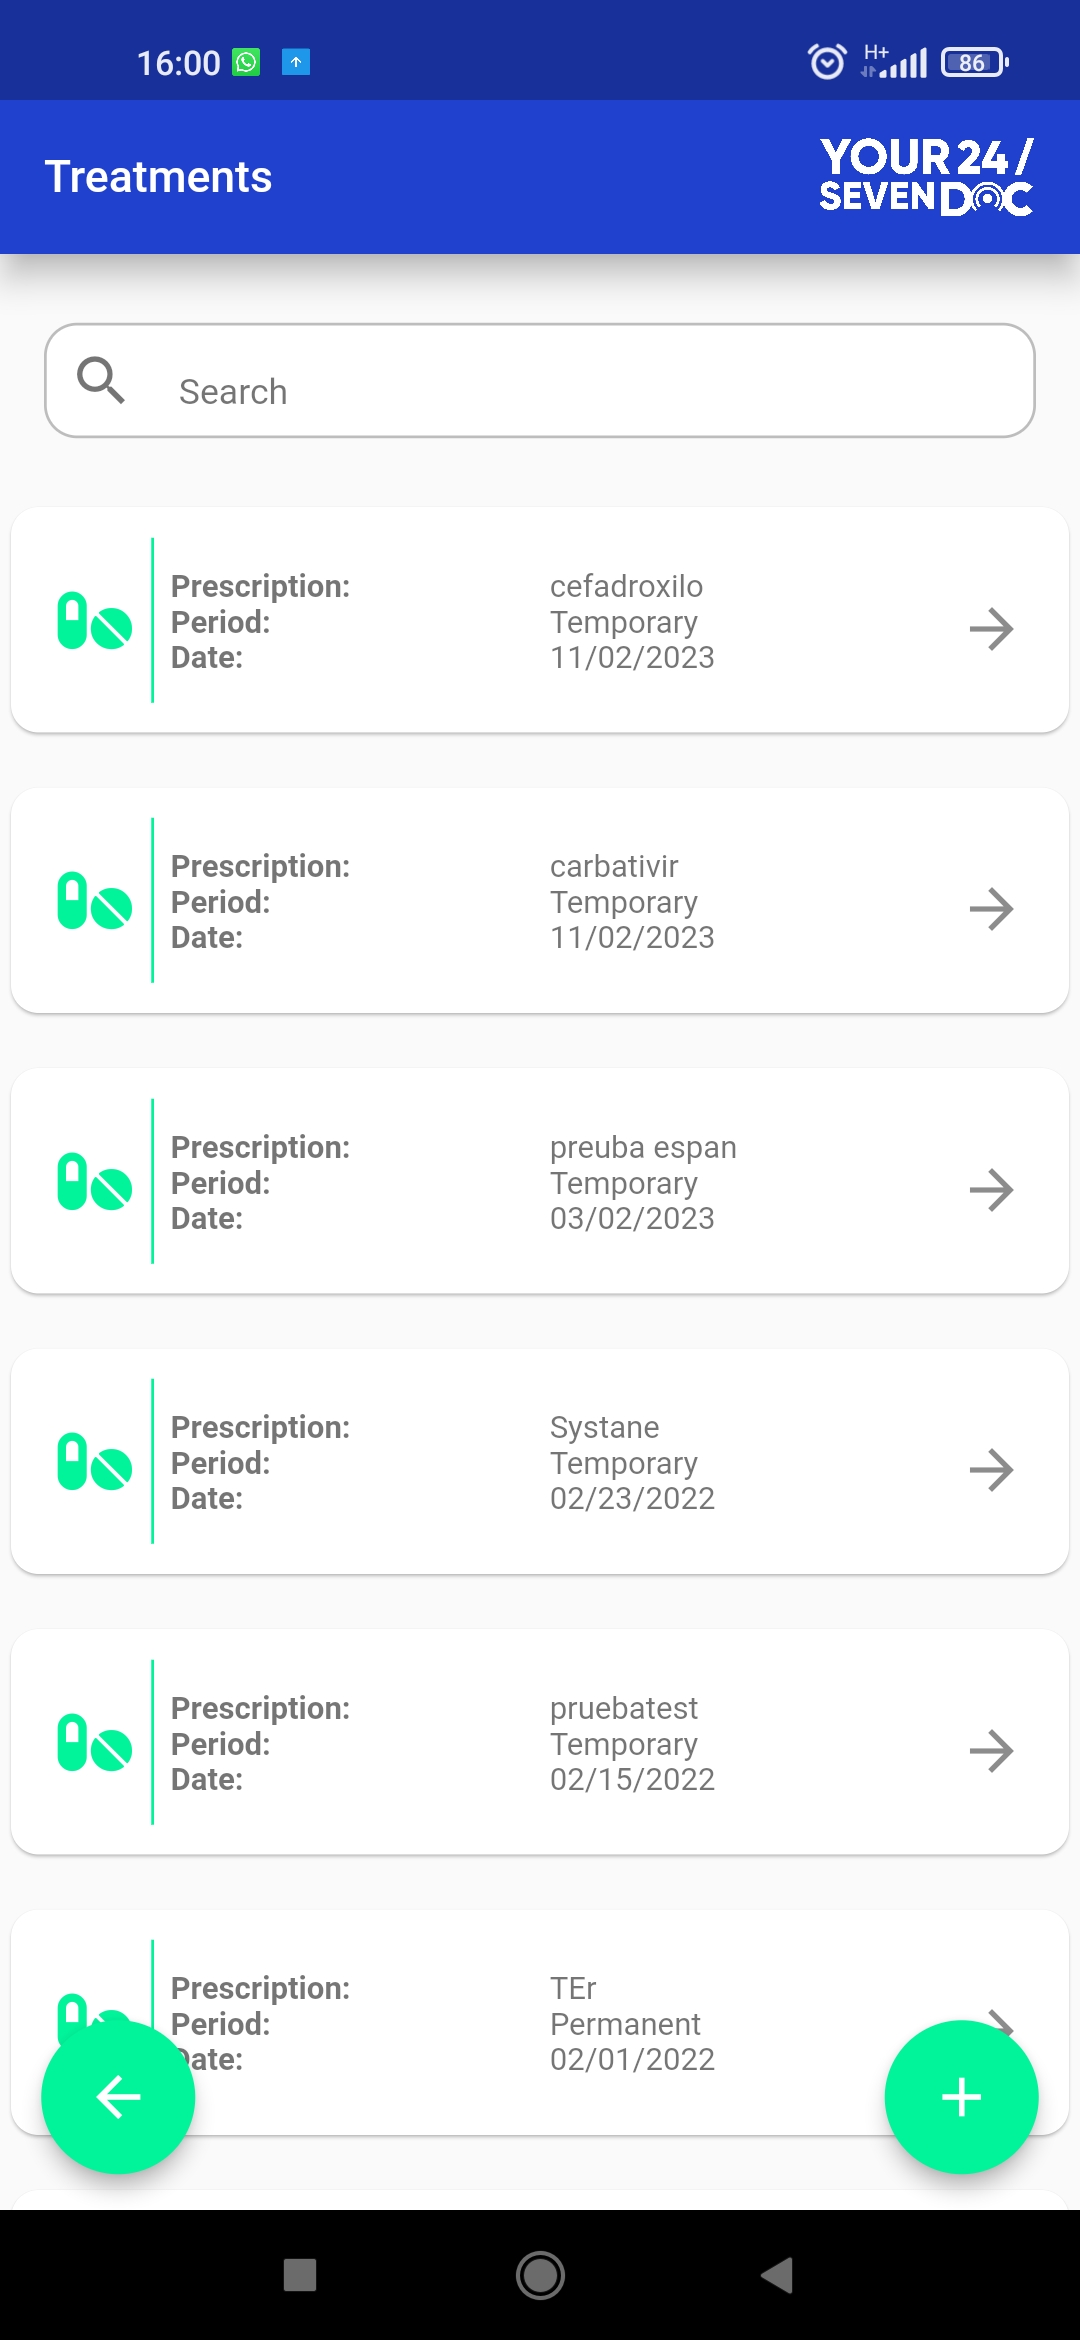 16:00
H+
86
Treatments
YOUR 24 /
SEVEN DOC
Search
Prescription: cefadroxilo
Period: Temporary
Date: 11/02/2023
Prescription: carbativir
Period: Temporary
Date: 11/02/2023
Prescription: preuba espan
Period: Temporary
Date: 03/02/2023
Prescription: Systane
Period: Temporary
Date: 02/23/2022
Prescription: pruebatest
Period: Temporary
Date: 02/15/2022
Prescription: TEr
Period: Permanent
Date: 02/01/2022